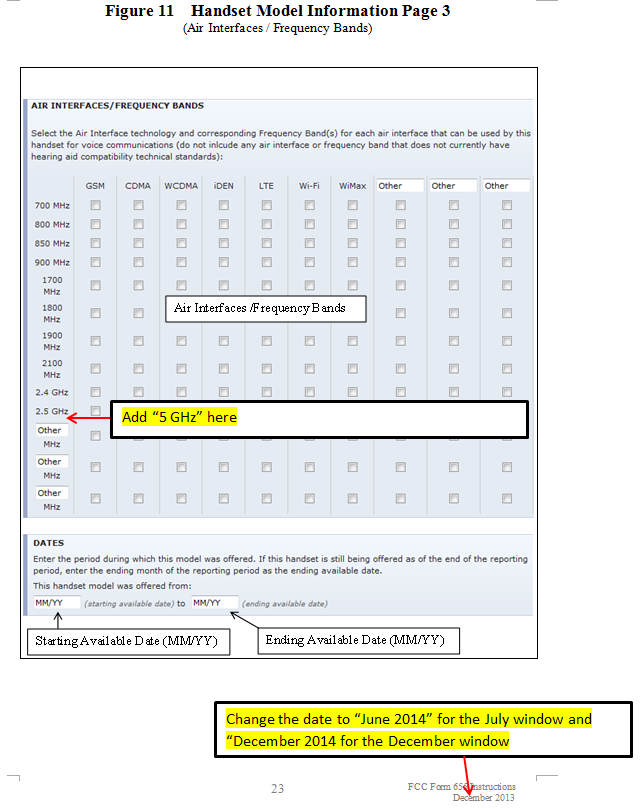 Figure 11 Handset Model Information Page 3
(Air Interfaces / Frequency Bands)
AIR INTERFACES/FREQUENCY BANDS
Select the Air Interface technology and corresponding Frequency Band(s) for each air interface that can be used by this
handset for voice communications (do not inlcude any air interface or frequency band that does not currently have
hearing aid compatibility technical standards):
GSM CDMA WCDMA iDEN LTE Wi-Fi WiMax Other Other Other
700 MHz
800 MHz
850 MHz
900 MHz
1700
MHz
Air Interfaces /Frequency Bands
1800
MHz
1900
MHz
2100
MHz
2.4 GHz
2.5 GHz
Add “5 GHz” here
Other
MHz
Other
MHz
Other
MHz
DATES
Enter the period during which this model was offered. If this handset is still being offered as of the end of the reporting
period, enter the ending month of the reporting period as the ending available date.
This handset model was offered from:
MM/YY (starting available date) to MM/YY (ending available date)
Starting Available Date (MM/YY)
Ending Available Date (MM/YY)
Change the date to “June 2014” for the July window and
“December 2014 for the December window
23
FCC Form 655 Instructions
December 2013